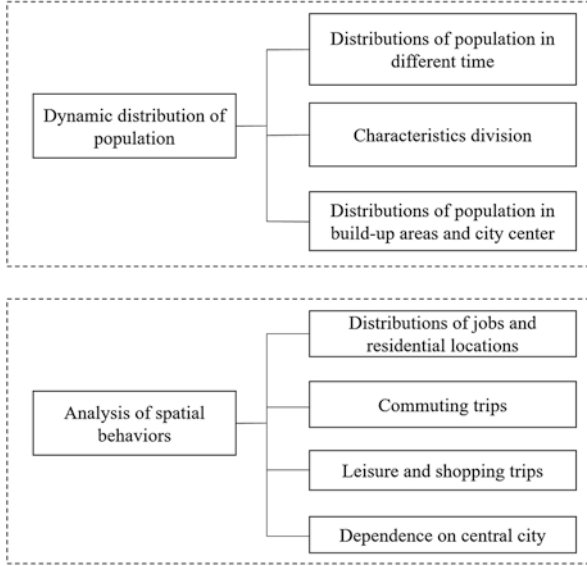 Distributions of population in
different time
Dynamic distribution of
population
Characteristics division
Distributions of population in
build-up areas and city center
Distributions of jobs and
residential locations
Analysis of spatial
behaviors
Commuting trips
Leisure and shopping trips
Dependence on central city